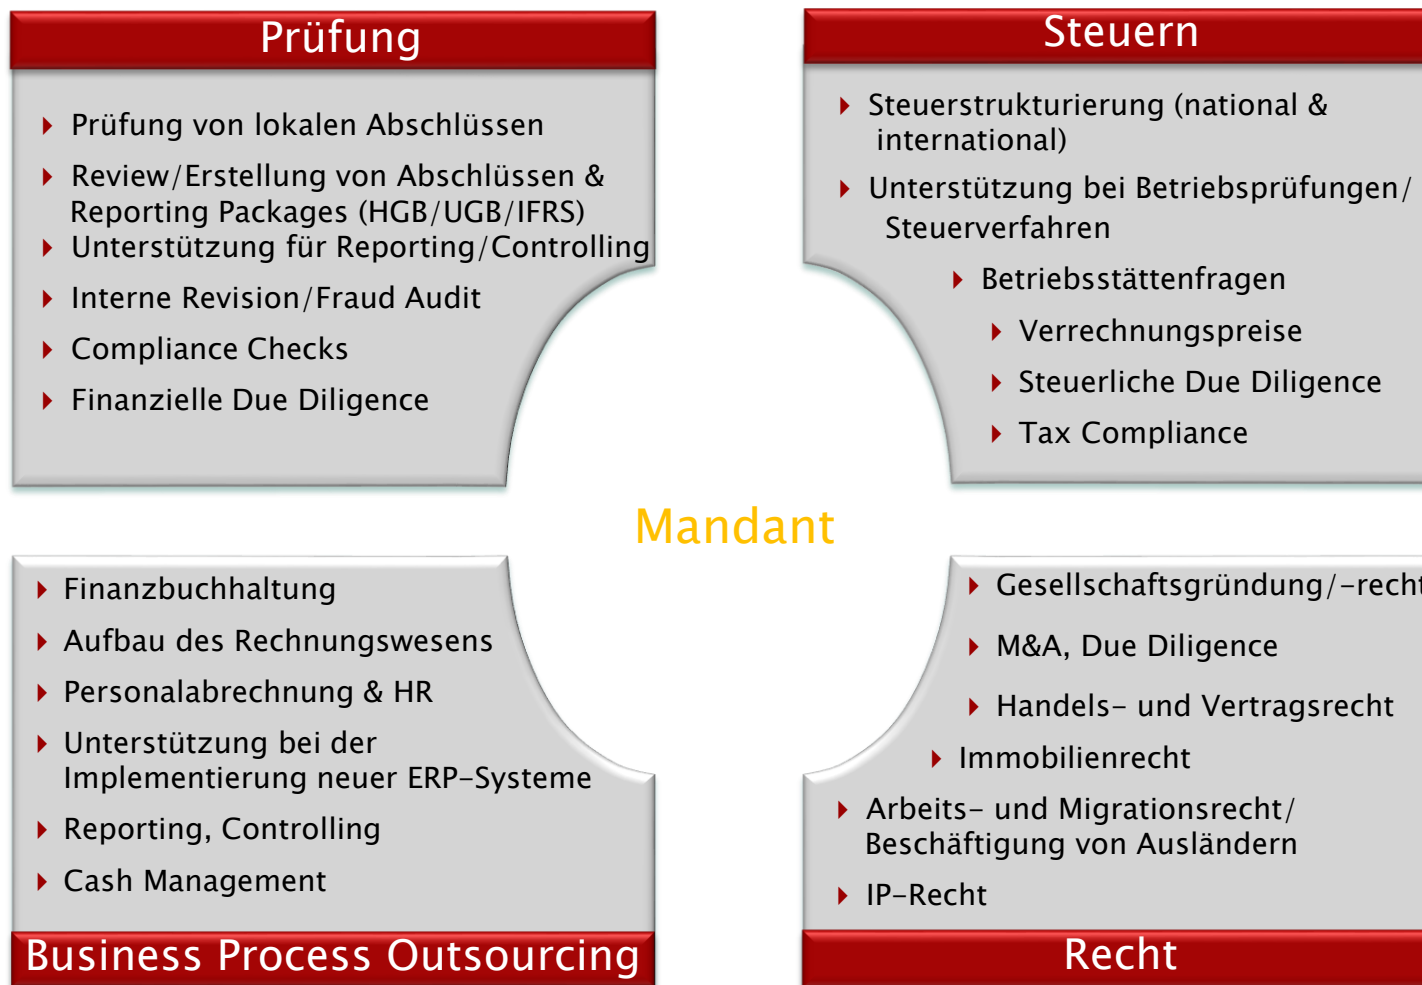 Prüfung
‣ Prüfung von lokalen Abschlüssen
‣ Review/Erstellung von Abschlüssen &
Reporting Packages (HGB/UGB/IFRS)
‣ Unterstützung für Reporting/Controlling
‣ Interne Revision/Fraud Audit
‣ Compliance Checks
‣ Finanzielle Due Diligence
Steuern
‣ Steuerstrukturierung (national &
international)
‣ Unterstützung bei Betriebsprüfungen/
Steuerverfahren
‣ Betriebsstättenfragen
‣ Verrechnungspreise
‣ Steuerliche Due Diligence
‣ Tax Compliance
Mandant
‣ Finanzbuchhaltung
‣ Aufbau des Rechnungswesens
‣ Personalabrechnung & HR
‣ Unterstützung bei der
Implementierung neuer ERP-Systeme
‣ Reporting, Controlling
‣ Cash Management
Business Process Outsourcing
‣ Gesellschaftsgründung/-recht
‣ M&A, Due Diligence
‣ Handels- und Vertragsrecht
‣ Immobilienrecht
‣ Arbeits- und Migrationsrecht/
Beschäftigung von Ausländern
‣ IP-Recht
Recht